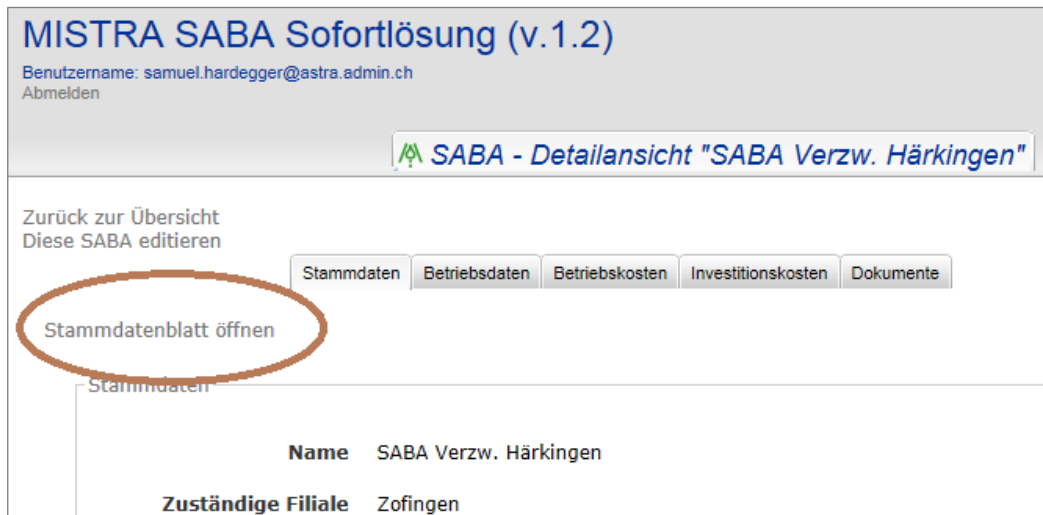 MISTRA SABA Sofortlösung (v.1.2)
Benutzername: samuel.hardegger@astra.admin.ch
Abmelden
SABA - Detailansicht "SABA Verzw. Härkingen"
Zurück zur Übersicht
Diese SABA editieren
Stammdaten Betriebsdaten Betriebskosten Investitionskosten Dokumente
Stammdatenblatt öffnen
Stammdaten
Name SABA Verzw. Härkingen
Zuständige Filiale Zofingen